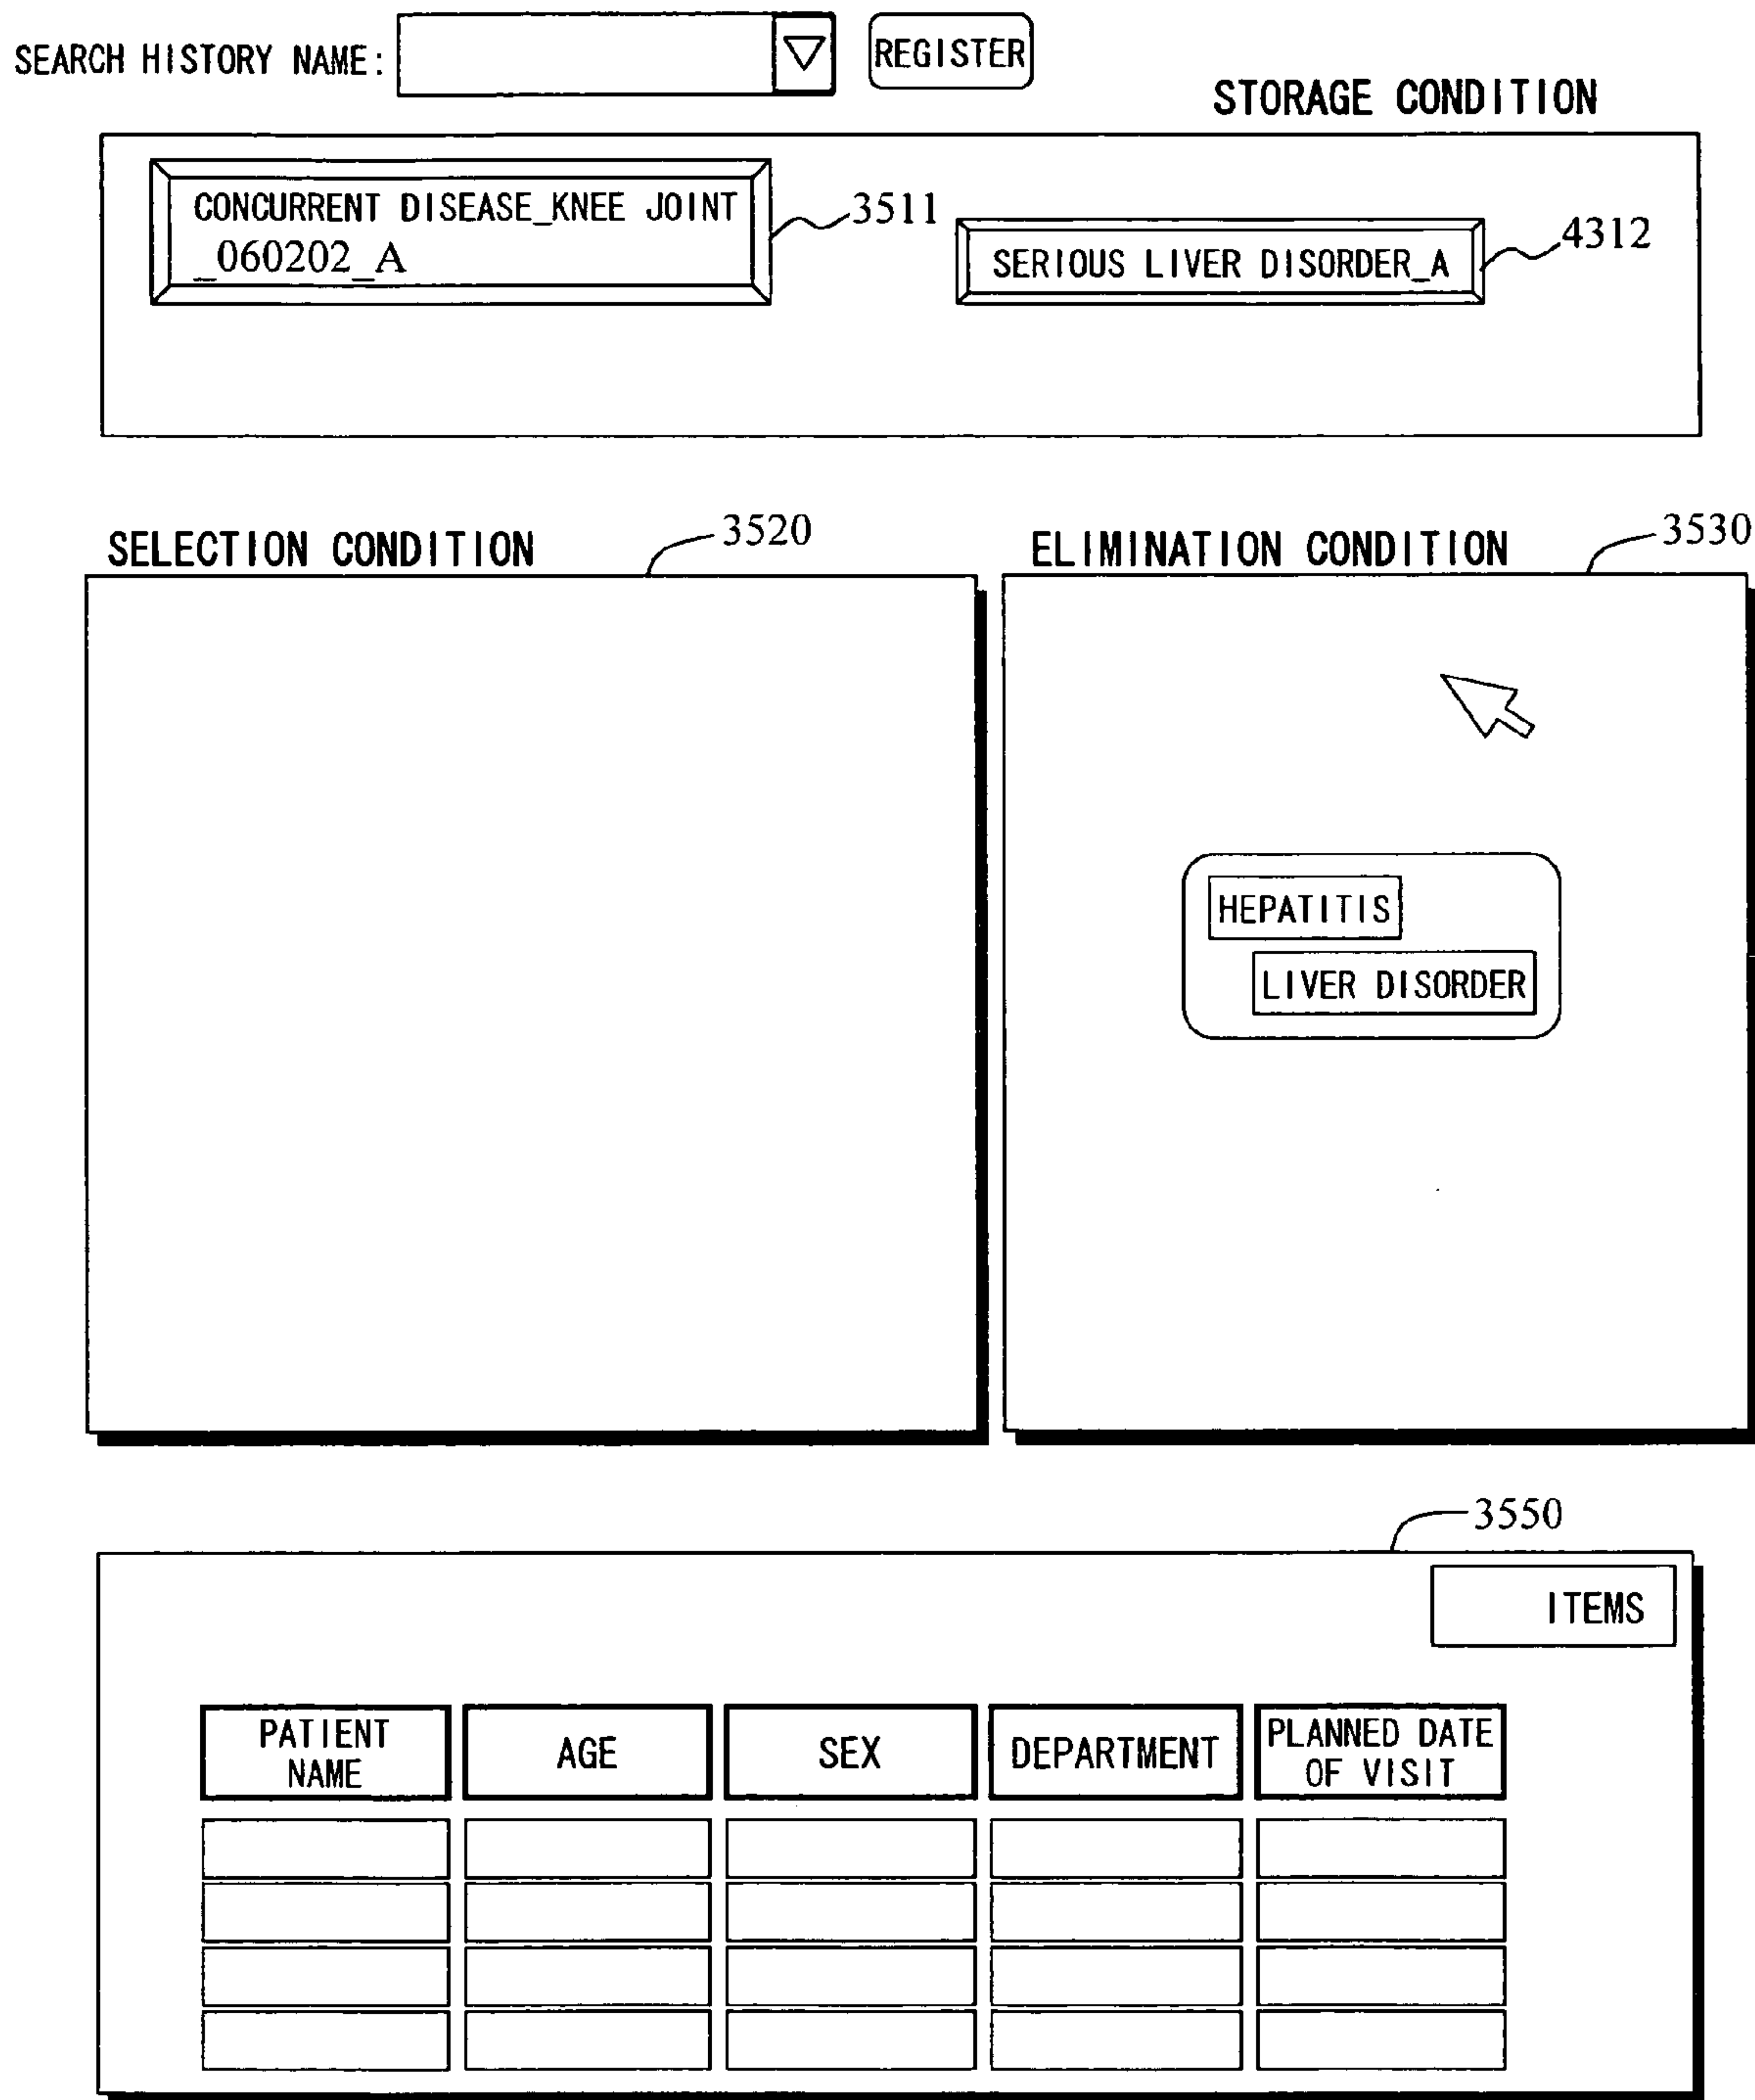 SEARCH HISTORY NAME: REGISTER
STORAGE CONDITION
CONCURRENT DISEASE_KNEE JOINT
_060202_A
3511
SERIOUS LIVER DISORDER_A
4312
SELECTION CONDITION
3520
ELIMINATION CONDITION
3530
HEPATITIS
LIVER DISORDER
3550
ITEMS
PATIENT
NAME
AGE
SEX
DEPARTMENT
PLANNED DATE
OF VISIT